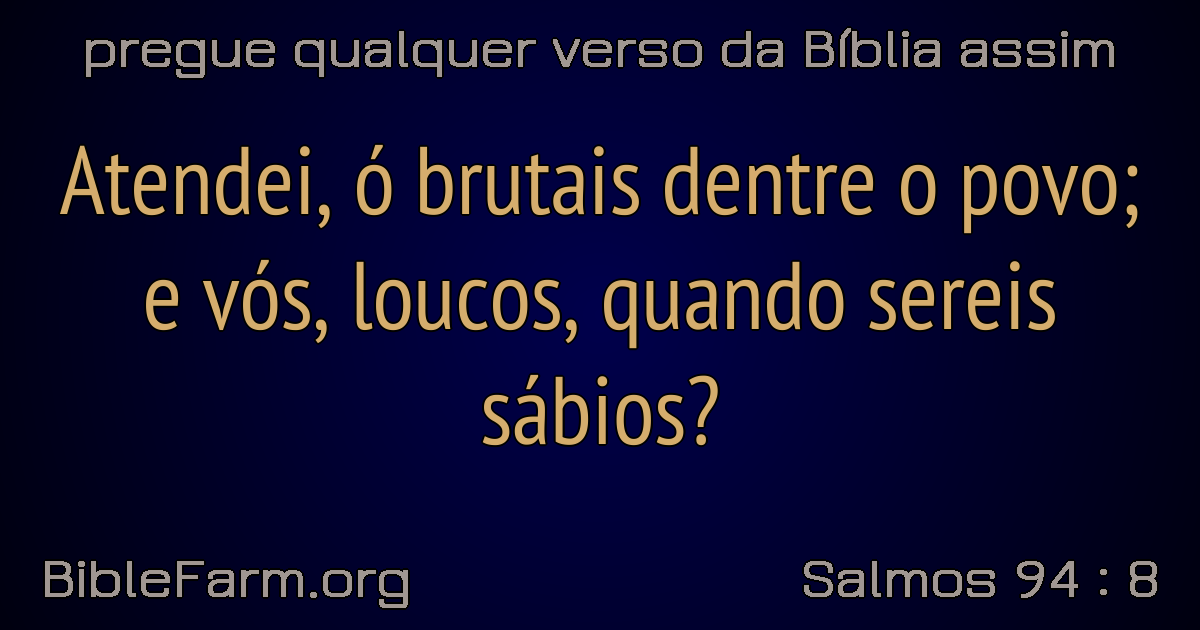 pregue qualquer verso da Bíblia assim
Atendei, ó brutais dentre o povo;
e vós, loucos, quando sereis
sábios?
BibleFarm.org
Salmos 94 : 8